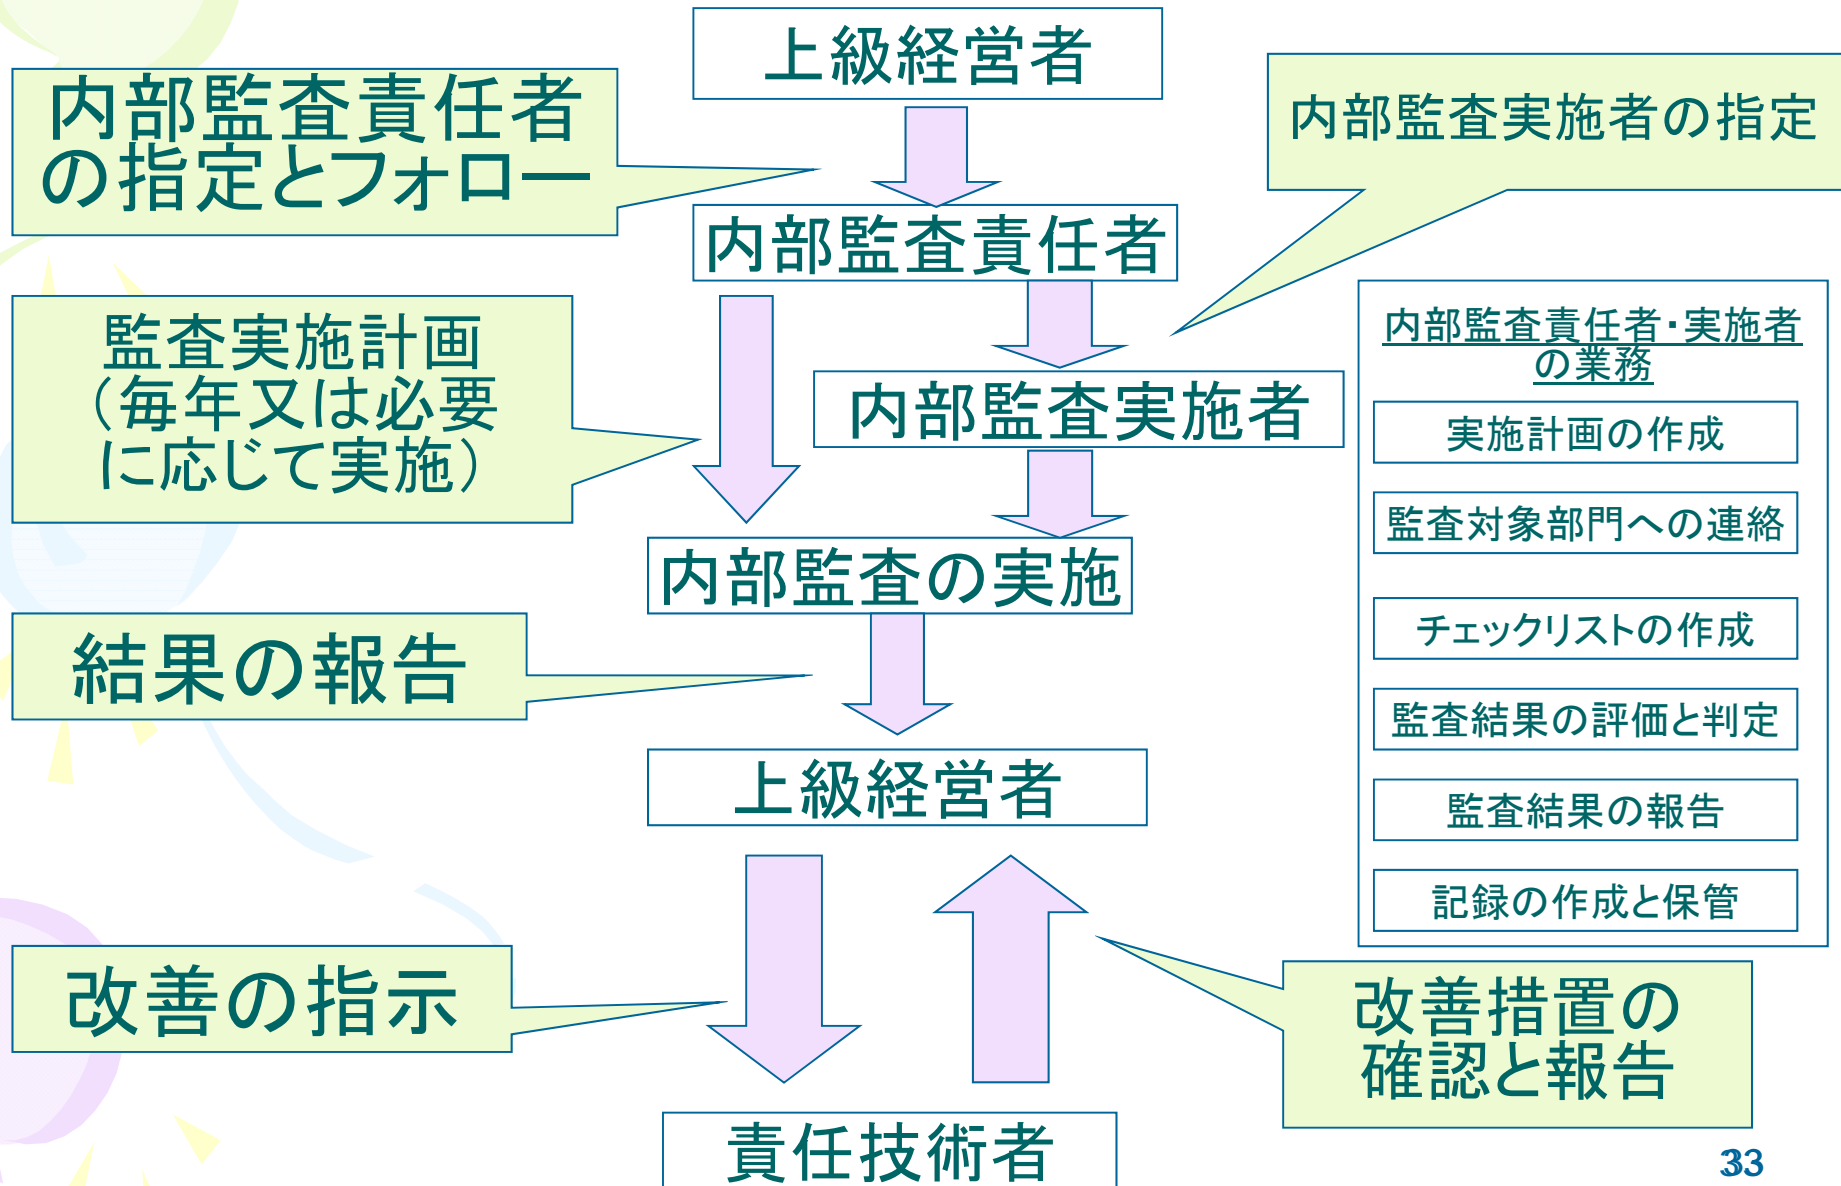 上級経営者
内部監査責任者
の指定とフォロー
内部監査実施者の指定
内部監査責任者
監査実施計画
（毎年又は必要
に応じて実施）
内部監査実施者
内部監査の実施
結果の報告
上級経営者
改善の指示
改善措置の
確認と報告
責任技術者
内部監査責任者・実施者
の業務
実施計画の作成
監査対象部門への連絡
チェックリストの作成
監査結果の評価と判定
監査結果の報告
記録の作成と保管
33